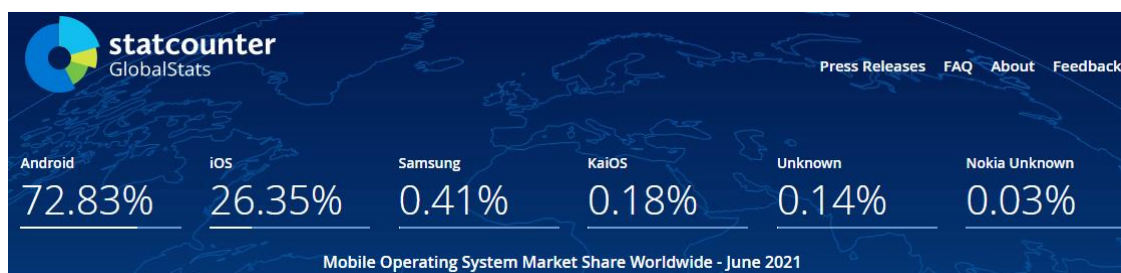 statcounter
GlobalStats
Press Releases FAQ About Feedback
Android iOS Samsung KaiOS Unknown Nokia Unknown
72.83% 26.35% 0.41% 0.18% 0.14% 0.03%
Mobile Operating System Market Share Worldwide - June 2021